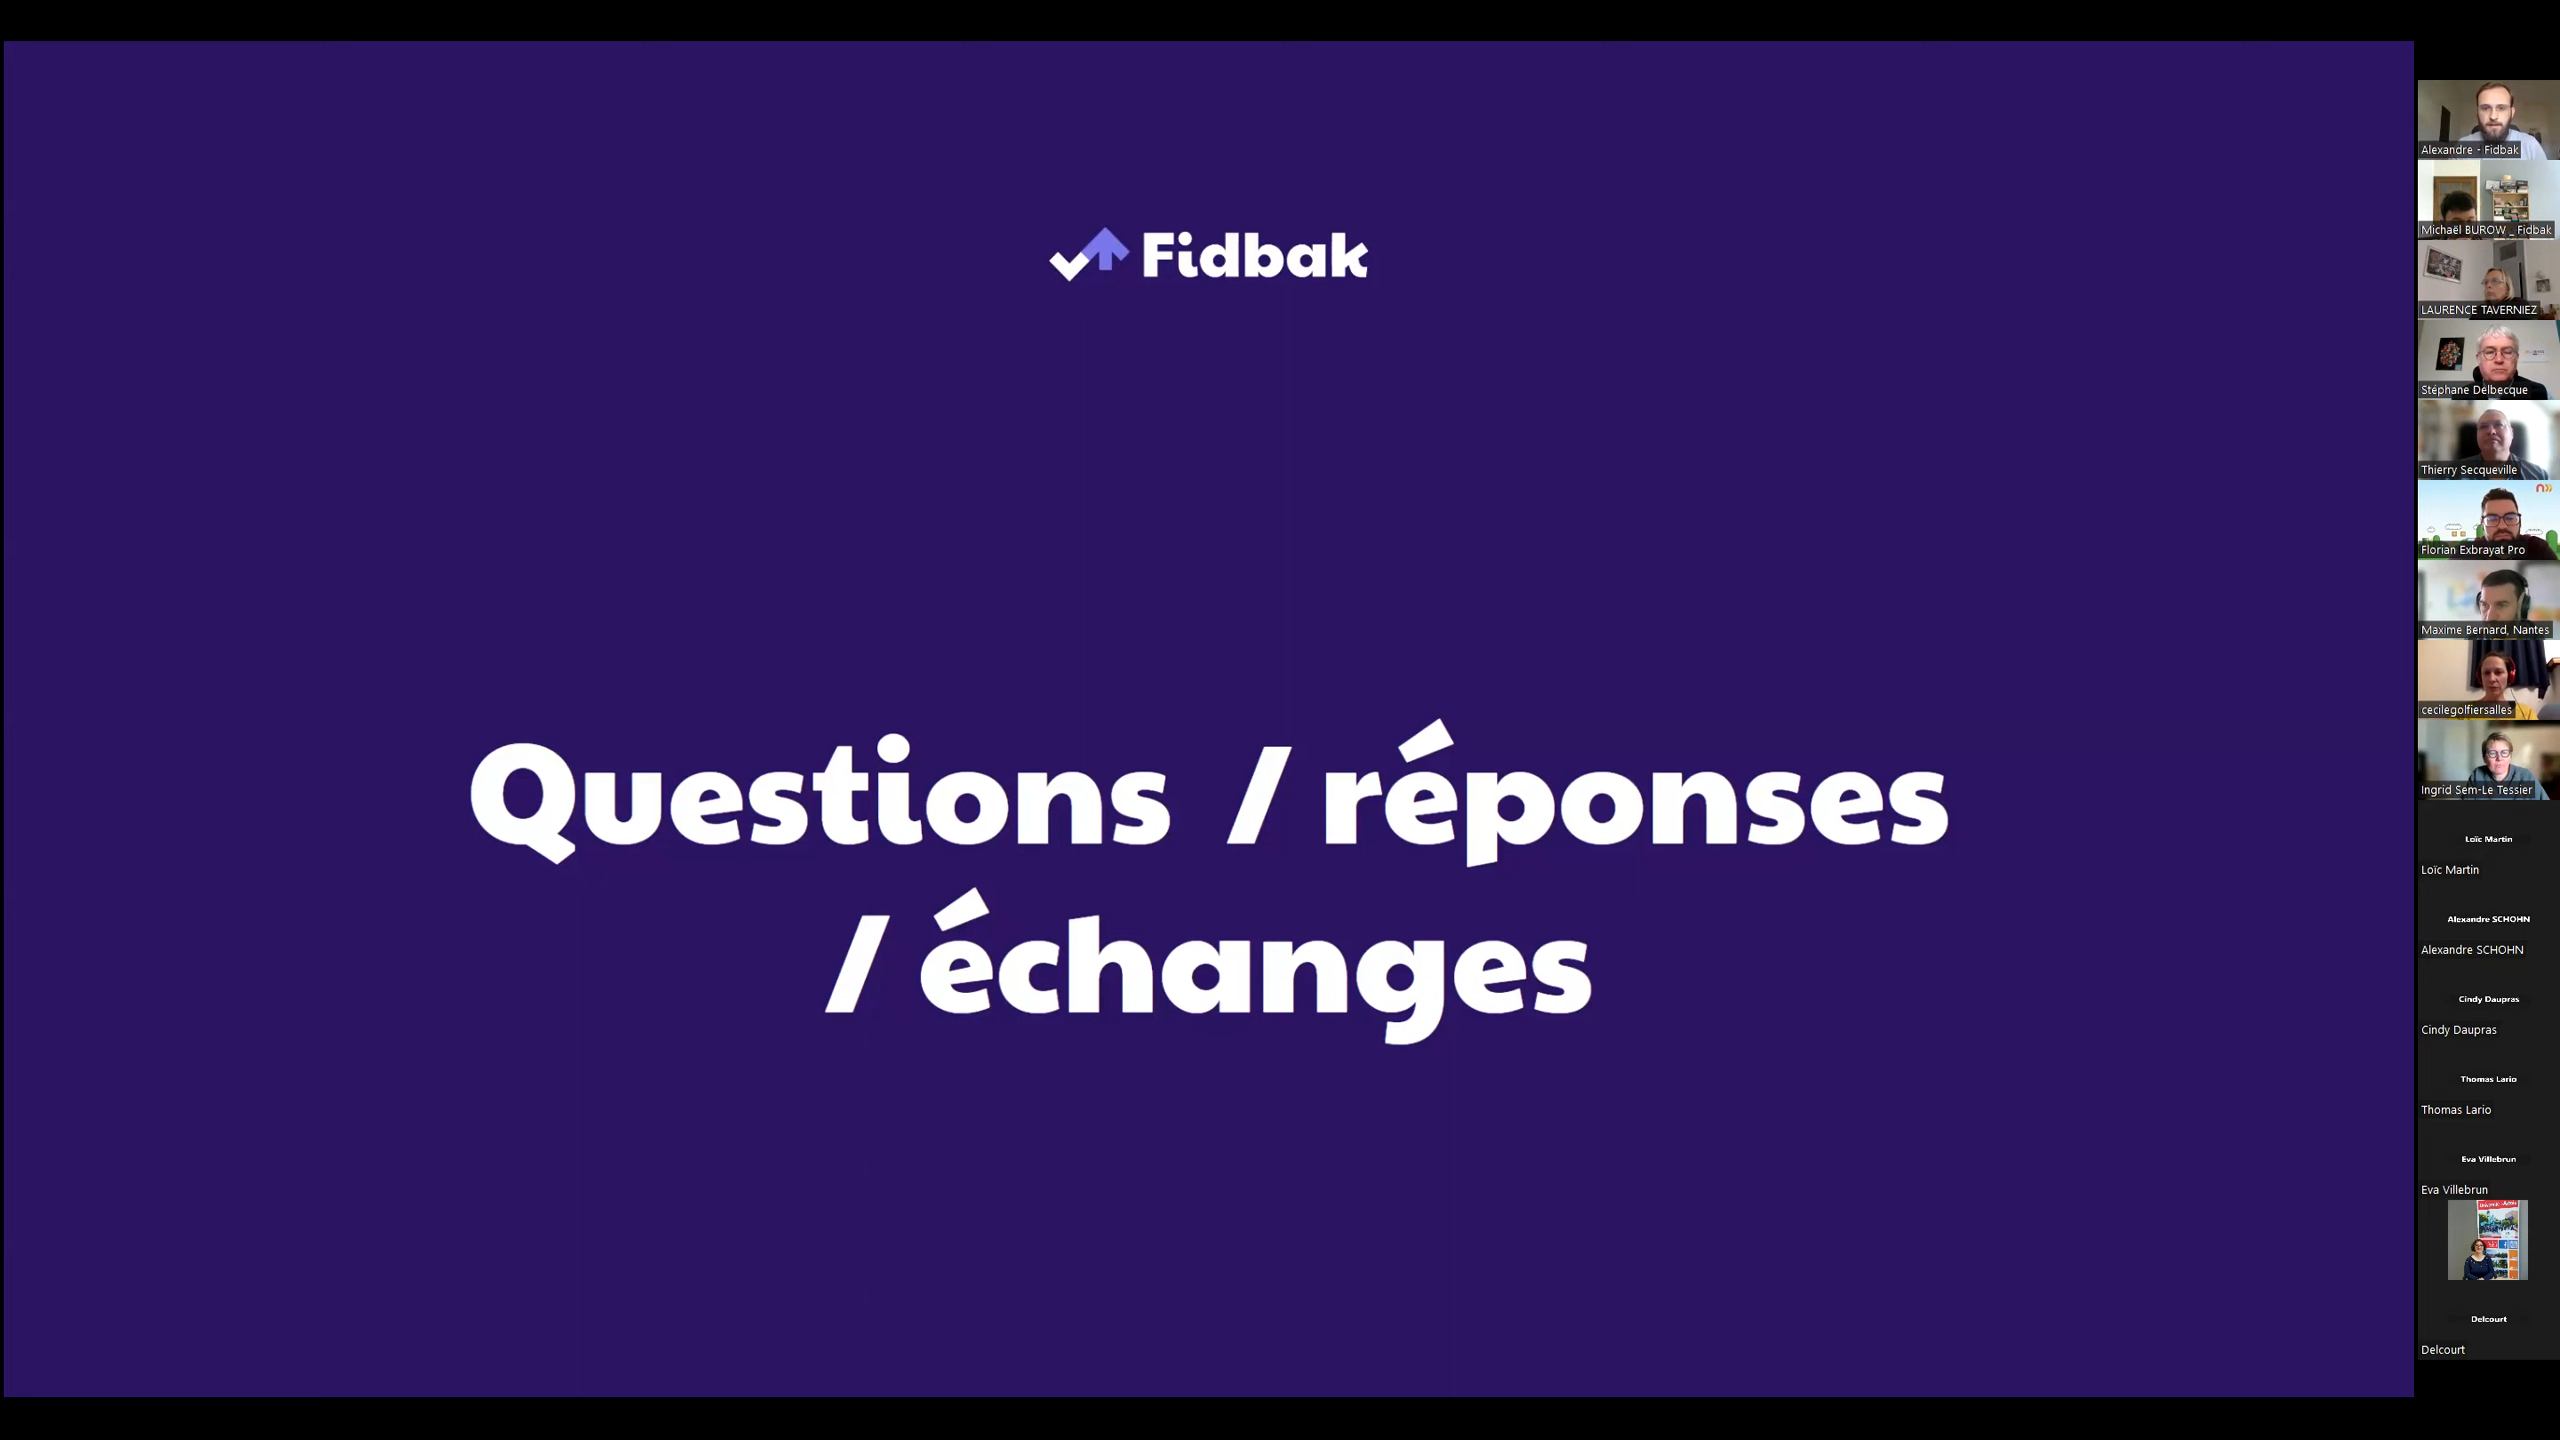 Fidbak
Questions / réponses
/ échanges
Alexandre - Fidbak
Michaël BUROW _ Fidbak
LAURENCE TAVERNIEZ
Stéphane Delbecque
Thierry Secqueville
Florian Exbrayat Pro
Maxime Bernard, Nantes
cecilegolfiersalles
Ingrid Sem-Le Tessier
Loïc Martin
Loïc Martin
Alexandre SCHOHN
Alexandre SCHOHN
Cindy Daupras
Cindy Daupras
Thomas Lario
Thomas Lario
Eva Villebrun
Eva Villebrun
Delcourt
Delcourt